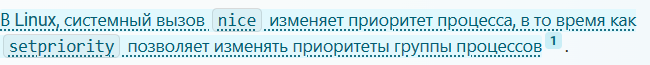 В Linux, системный вызов nice изменяет приоритет процесса, в то время как
setpriority позволяет изменять приоритеты группы процессов 1 .